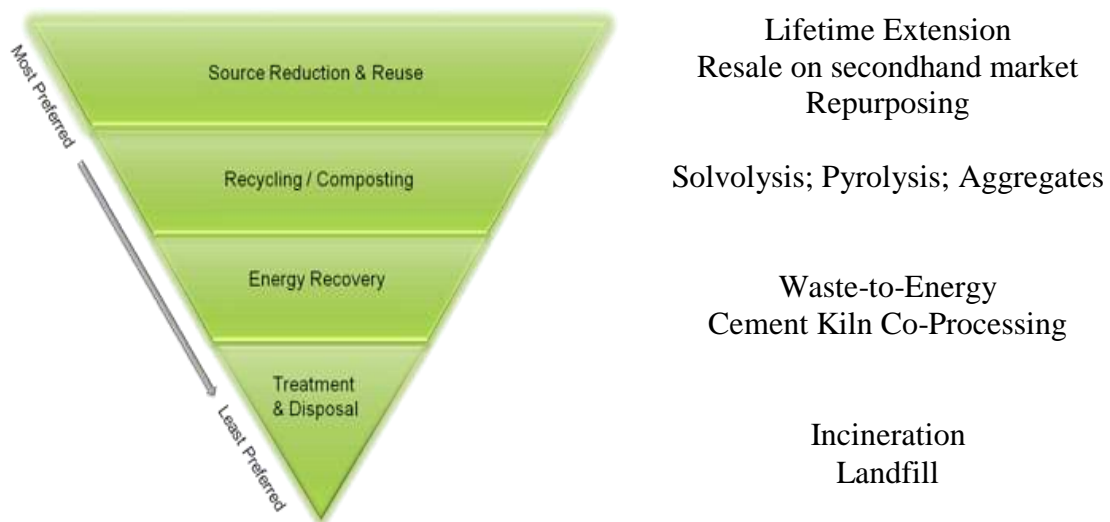 Most Preferred
Source Reduction & Reuse
Lifetime Extension
Resale on secondhand market
Repurposing
Recycling / Composting
Solvolysis; Pyrolysis; Aggregates
Energy Recovery
Waste-to-Energy
Cement Kiln Co-Processing
Treatment
& Disposal
Least Preferred
Incineration
Landfill